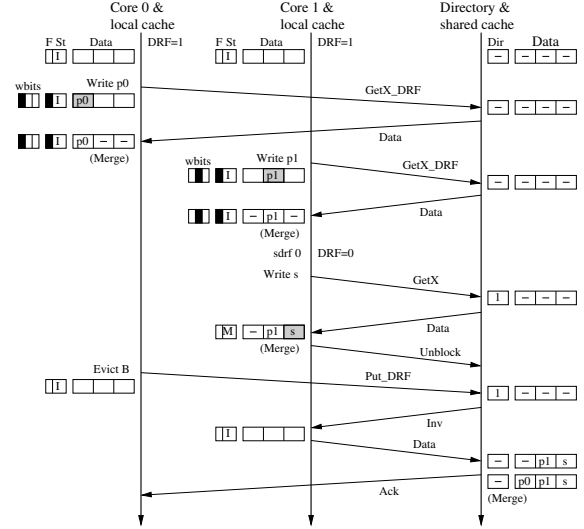 Core 0 & Core 1 & Directory &
local cache local cache shared cache
F St Data DRF=1 F St Data DRF=1 Dir Data
I I – – – –
wbits Write p0
I p0 GetX_DRF – – – –
Data
I p0 – –
(Merge)
wbits Write p1 GetX_DRF
I p1 – – – –
Data
I – p1 –
(Merge)
sdrf 0 DRF=0
Write s GetX
1 – – –
Data
M – p1 s
(Merge) Unblock
Evict B Put_DRF
I 1 – – –
Inv
I
Data
– – p1 s
– p0 p1 s
Ack (Merge)